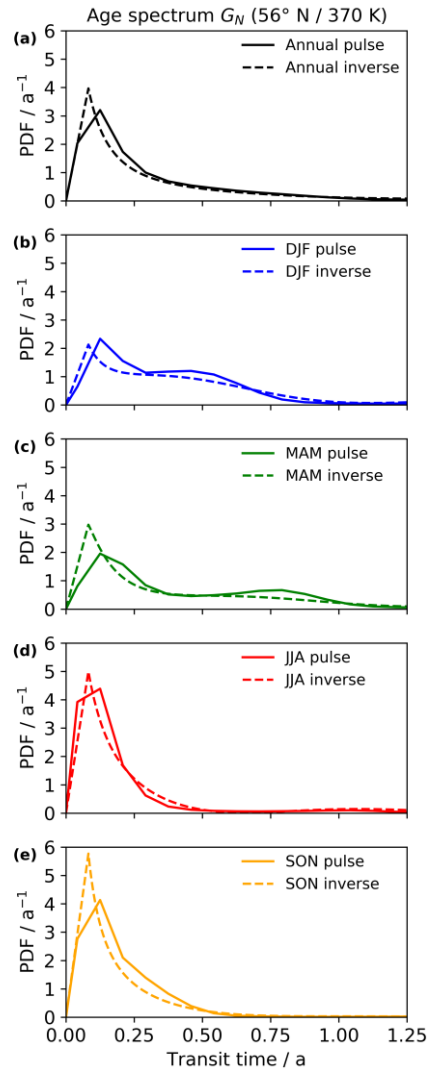 Age spectrum G_N (56° N / 370 K)
(a)
Annual pulse
Annual inverse
PDF / a⁻¹
6
5
4
3
2
1
0
(b)
DJF pulse
DJF inverse
PDF / a⁻¹
6
5
4
3
2
1
0
(c)
MAM pulse
MAM inverse
PDF / a⁻¹
6
5
4
3
2
1
0
(d)
JJA pulse
JJA inverse
PDF / a⁻¹
6
5
4
3
2
1
0
(e)
SON pulse
SON inverse
PDF / a⁻¹
6
5
4
3
2
1
0
0.00 0.25 0.50 0.75 1.00 1.25
Transit time / a